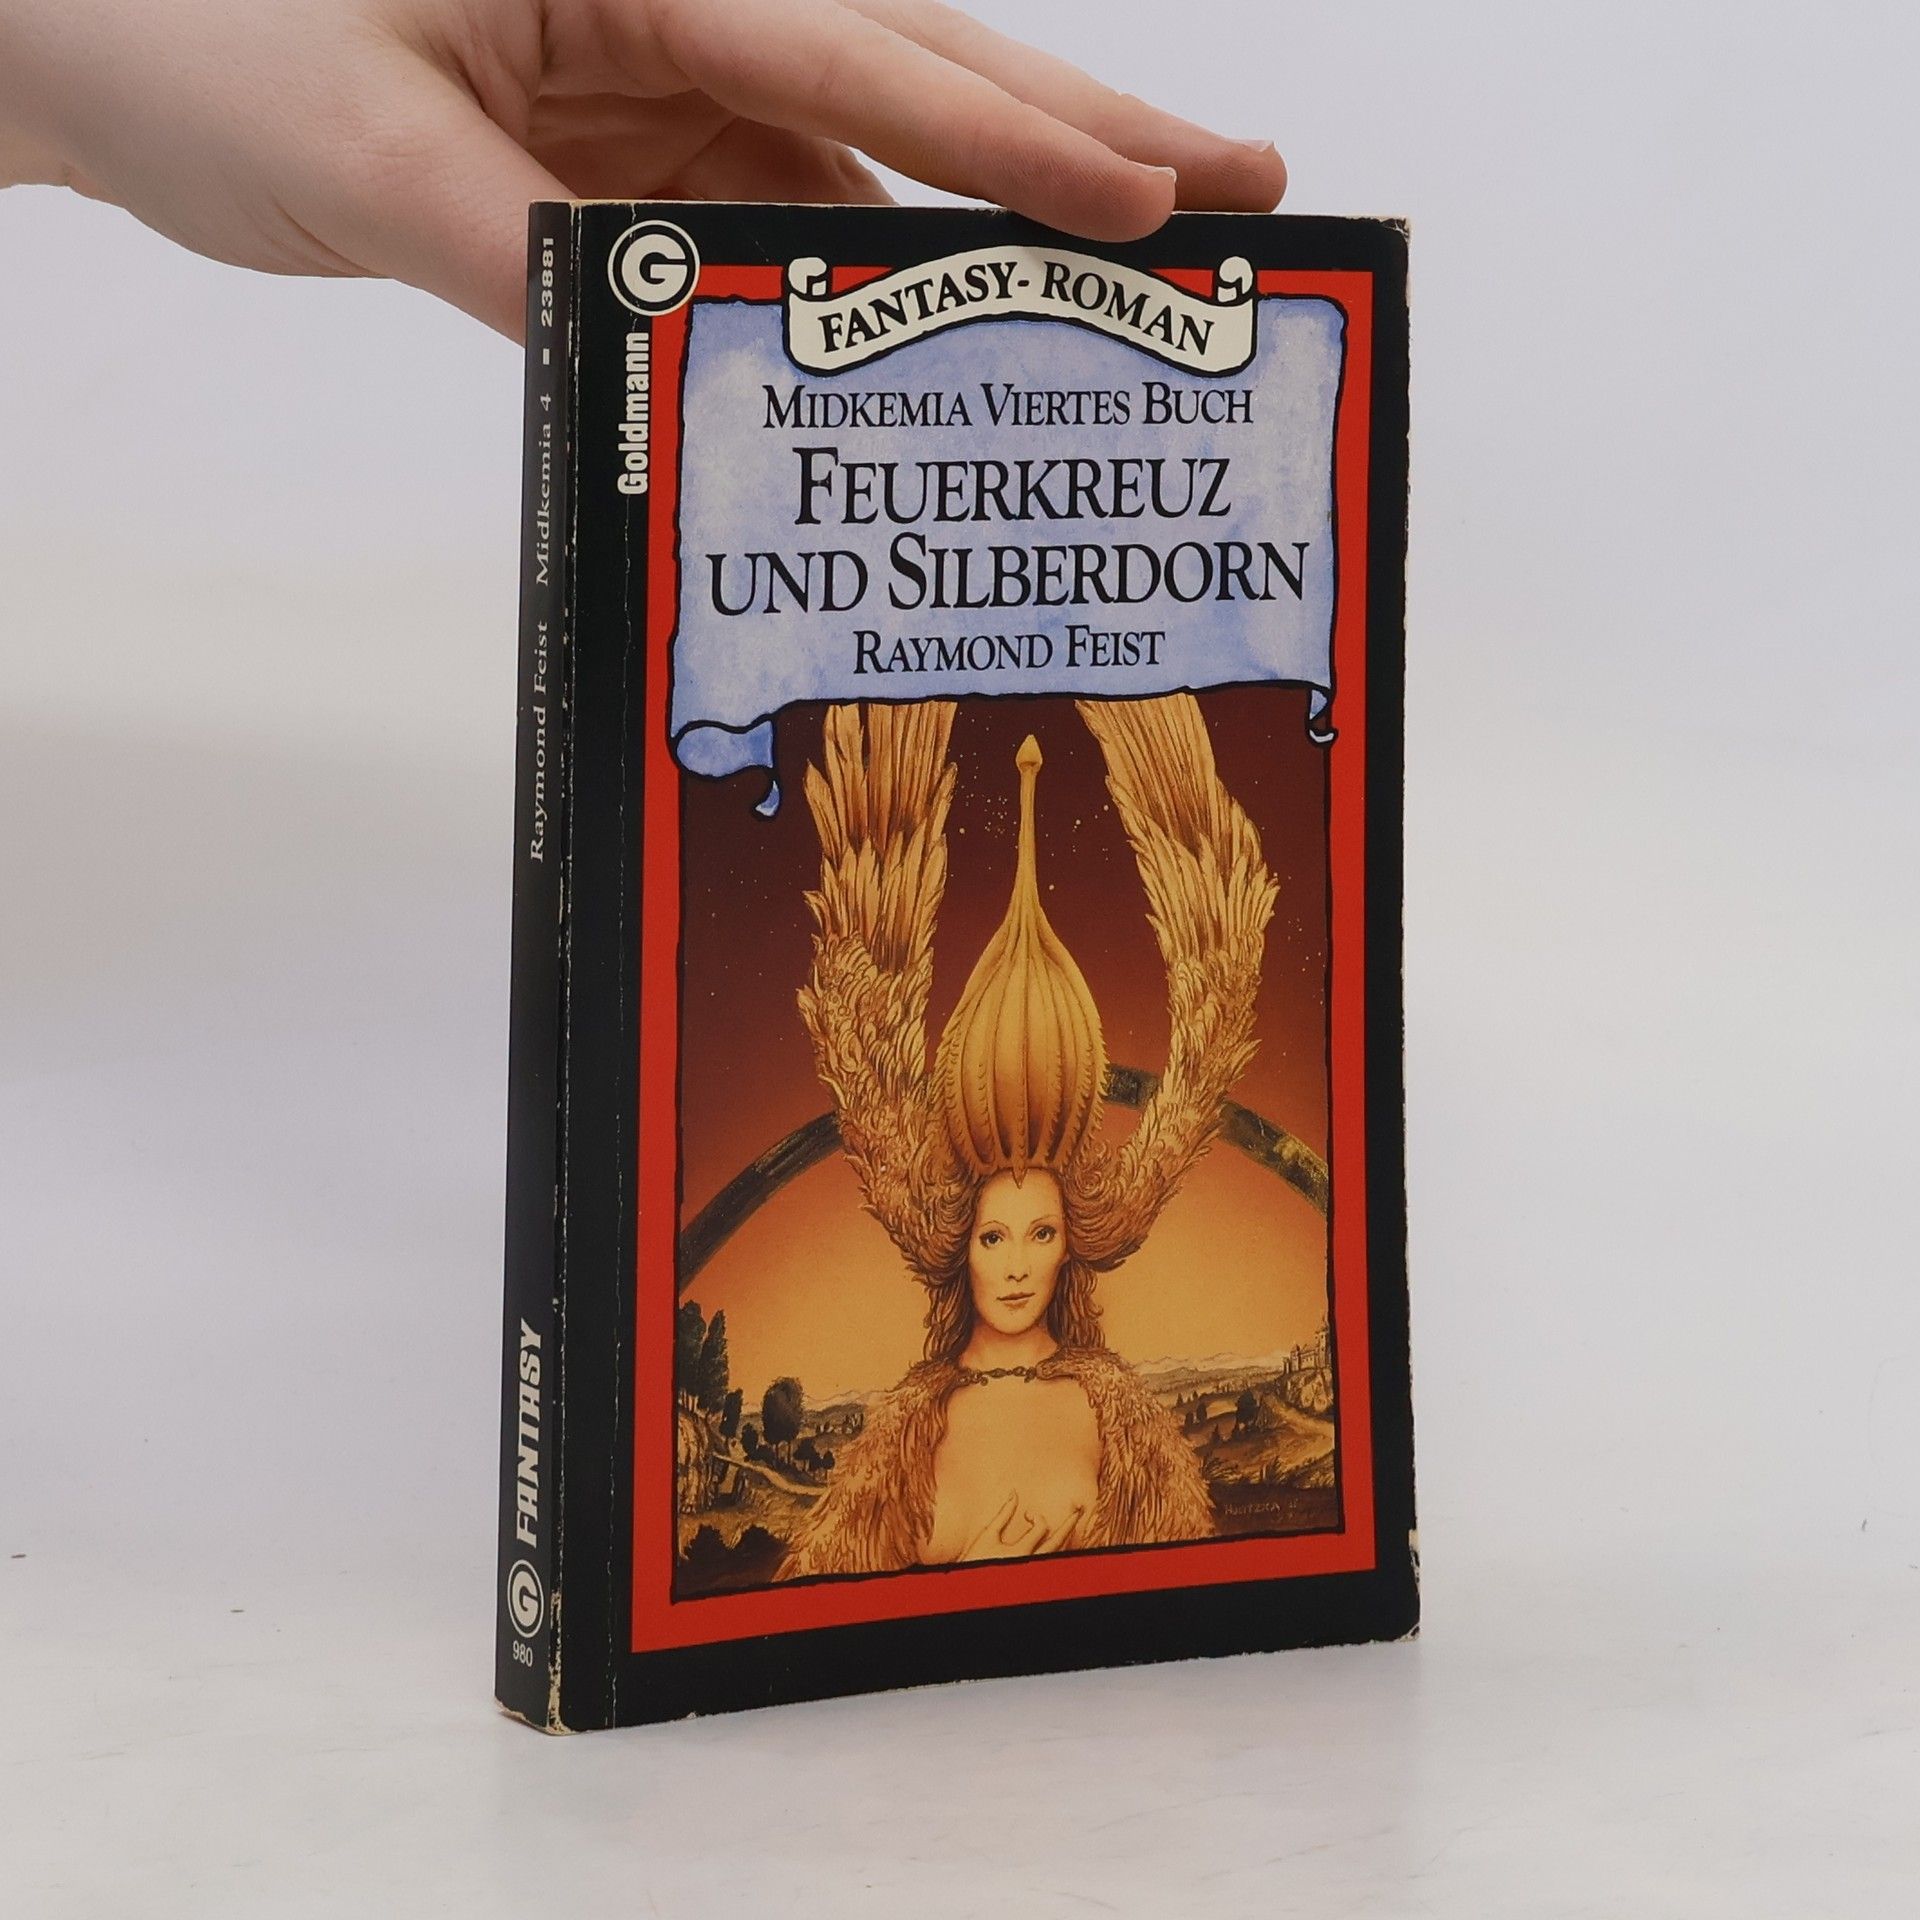 FANTASY-ROMAN
MIDKEMIA VIERTES BUCH
FEUERKREUZ
UND SILBERDORN
RAYMOND FEIST
G
Goldmann
Raymond Feist Midkemia 4 23881
FANTASY
G
980